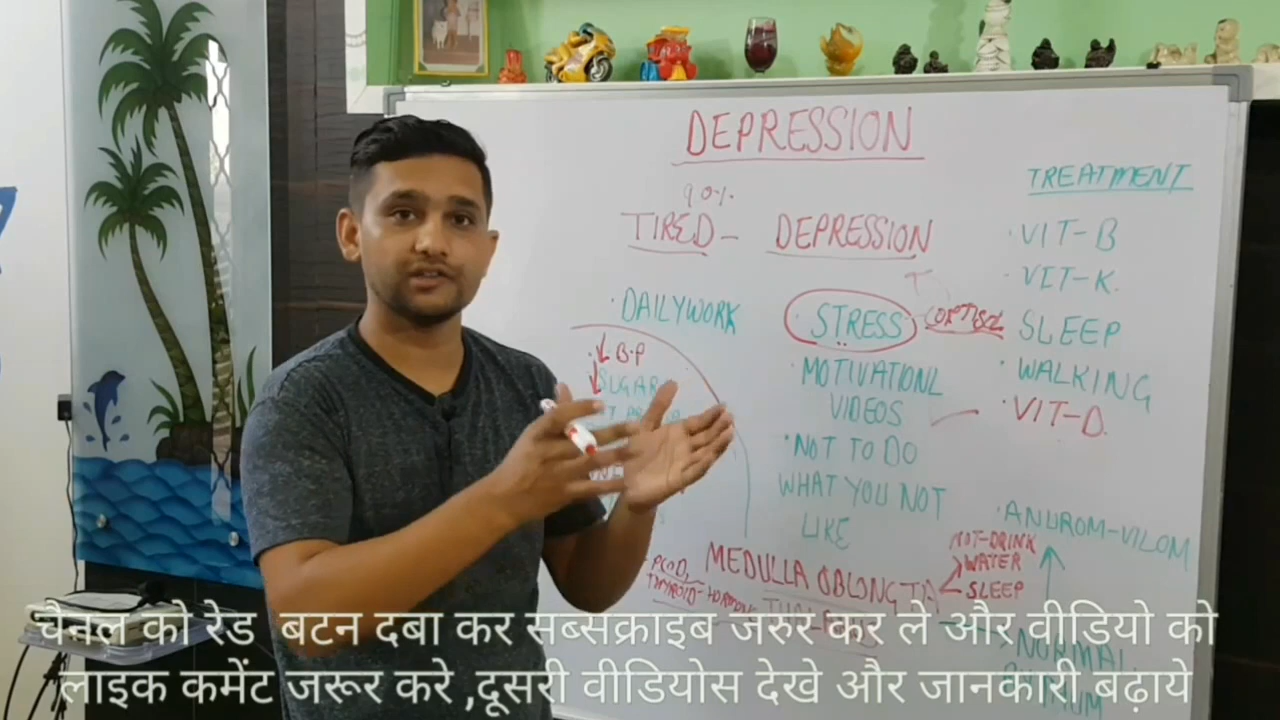 DEPRESSION
90%
TIRED - DEPRESSION
DAILYWORK
↓ B.P
↓ SUGAR
STRESS
CORTISOL
• MOTIVATIONL
VIDEOS
• NOT TO DO
WHAT YOU NOT
LIKE
TREATMENT
• VIT-B
• VIT-K.
SLEEP
• WALKING
• VIT-D.
• ANUROM-VILOM
NOT-DRINK
WATER
SLEEP
PCOD
THYROID- HORMONE
MEDULLA OBLONGTA
NORMAL
चैनल को रेड बटन दबा कर सब्सक्राइब जरुर कर ले और वीडियो को
लाइक कमेंट जरूर करे ,दूसरी वीडियोस देखे और जानकारी बढ़ाये